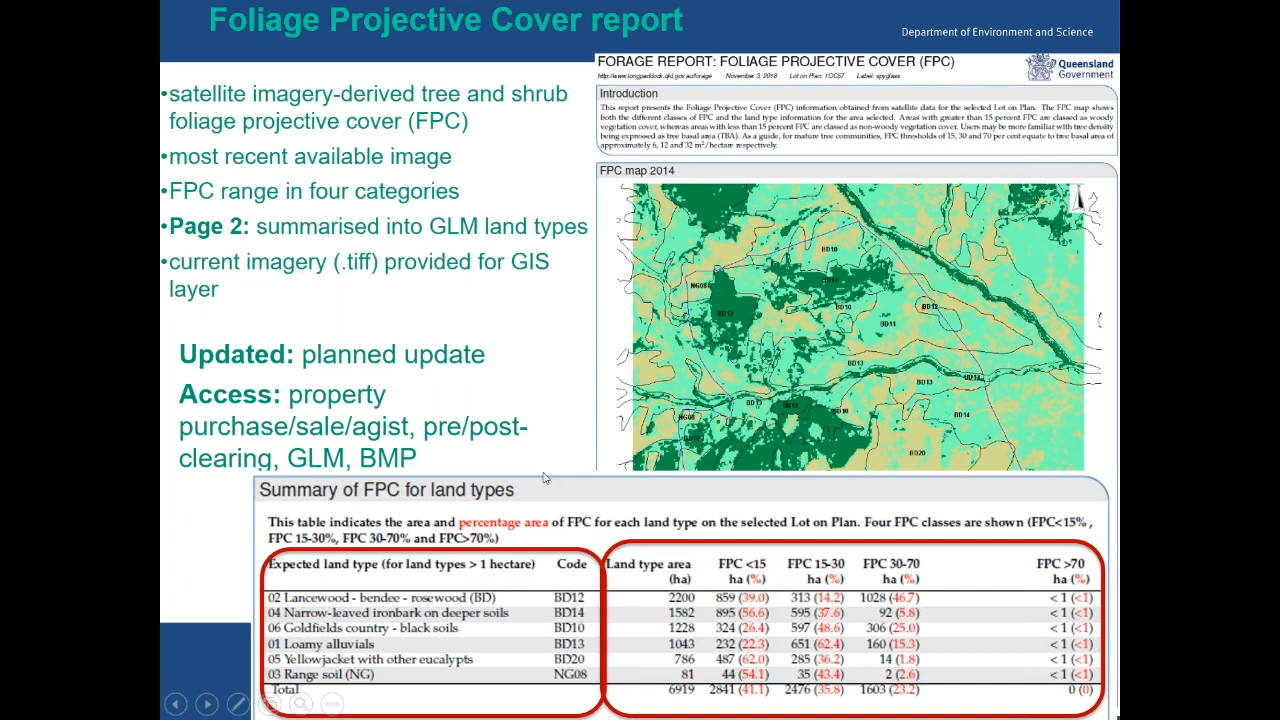 Foliage Projective Cover report
Department of Environment and Science
•satellite imagery-derived tree and shrub
foliage projective cover (FPC)
•most recent available image
•FPC range in four categories
•Page 2: summarised into GLM land types
•current imagery (.tiff) provided for GIS
layer
Updated: planned update
Access: property
purchase/sale/agist, pre/post-
clearing, GLM, BMP
FORAGE REPORT: FOLIAGE PROJECTIVE COVER (FPC)
http://www.longpaddock.qld.gov.au/forage November 3, 2018 Lot on Plan: 1OC57 Label: spyglass
Queensland
Government
Introduction
This report presents the Foliage Projective Cover (FPC) information obtained from satellite data for the selected Lot on Plan. The FPC map shows
both the different classes of FPC and the land type information for the area selected. Areas with greater than 15 percent FPC are classed as woody
vegetation cover, whereas areas with less than 15 percent FPC are classed as non-woody vegetation cover. Users may be more familiar with tree density
being expressed as tree basal area (TBA). As a guide, for mature tree communities, FPC thresholds of 15, 30 and 70 per cent equate to tree basal area of
approximately 6, 12 and 32 m²/hectare respectively.
FPC map 2014
BD10
NG08
BD12
BD10
BD12
BD12
BD14
BD13
BD14
BD13
BD13
BD12
BD10
NG08
BD14
BD12
BD20
Summary of FPC for land types
This table indicates the area and percentage area of FPC for each land type on the selected Lot on Plan. Four FPC classes are shown (FPC<15% ,
FPC 15-30%, FPC 30-70% and FPC>70%)
Expected land type (for land types > 1 hectare) Code Land type area FPC <15 FPC 15-30 FPC 30-70 FPC >70
(ha) ha (%) ha (%) ha (%) ha (%)
02 Lancewood - bendee - rosewood (BD) BD12 2200 859 (39.0) 313 (14.2) 1028 (46.7) < 1 (<1)
04 Narrow-leaved ironbark on deeper soils BD14 1582 895 (56.6) 595 (37.6) 92 (5.8) < 1 (<1)
06 Goldfields country - black soils BD10 1228 324 (26.4) 597 (48.6) 306 (25.0) < 1 (<1)
01 Loamy alluvials BD13 1043 232 (22.3) 651 (62.4) 160 (15.3) < 1 (<1)
05 Yellowjacket with other eucalypts BD20 786 487 (62.0) 285 (36.2) 14 (1.8) < 1 (<1)
03 Range soil (NG) NG08 81 44 (54.1) 35 (43.4) 2 (2.6) < 1 (<1)
Total 6919 2841 (41.1) 2476 (35.8) 1603 (23.2) 0 (0)